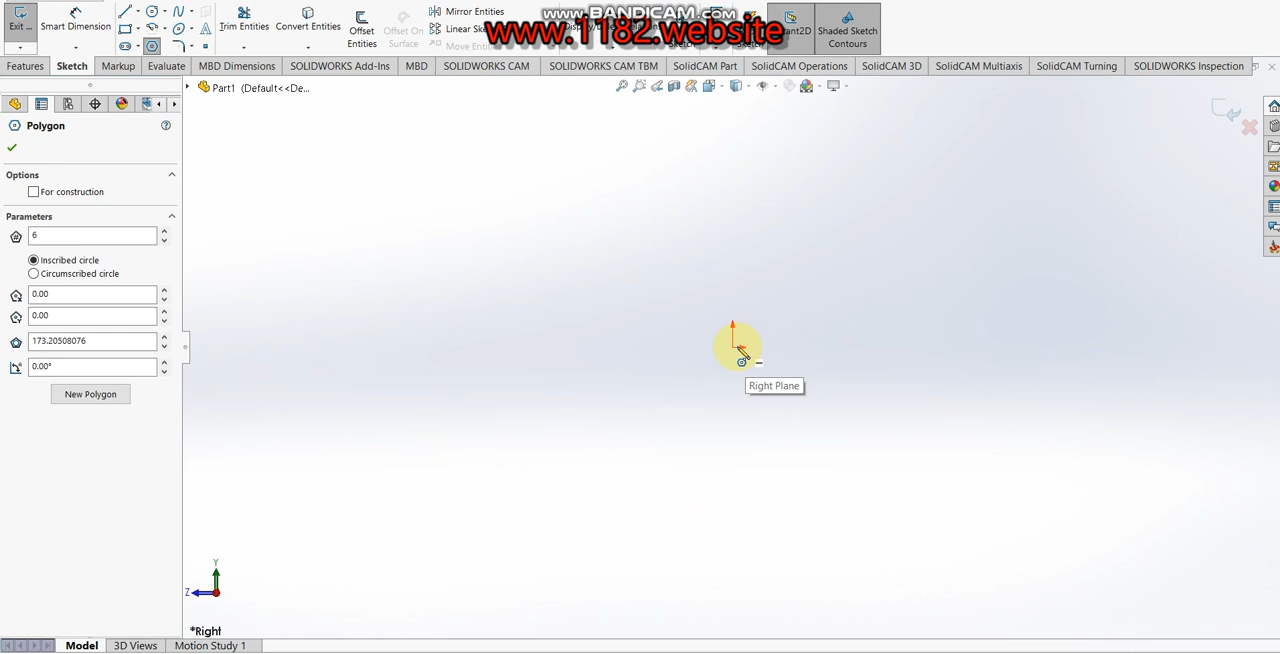 www.BANDICAM.com
www.1182.website
Exit ...
Smart Dimension
Trim Entities
Convert Entities
Offset Entities
Offset On Surface
Mirror Entities
Linear Sk
Move Entit
Shaded Sketch Contours
Features
Sketch
Markup
Evaluate
MBD Dimensions
SOLIDWORKS Add-Ins
MBD
SOLIDWORKS CAM
SOLIDWORKS CAM TBM
SolidCAM Part
SolidCAM Operations
SolidCAM 3D
SolidCAM Multiaxis
SolidCAM Turning
SOLIDWORKS Inspection
Part1 (Default<<De...
Polygon
Options
For construction
Parameters
6
Inscribed circle
Circumscribed circle
0.00
0.00
173.20508076
0.00°
New Polygon
Right Plane
Y
Z
*Right
Model
3D Views
Motion Study 1